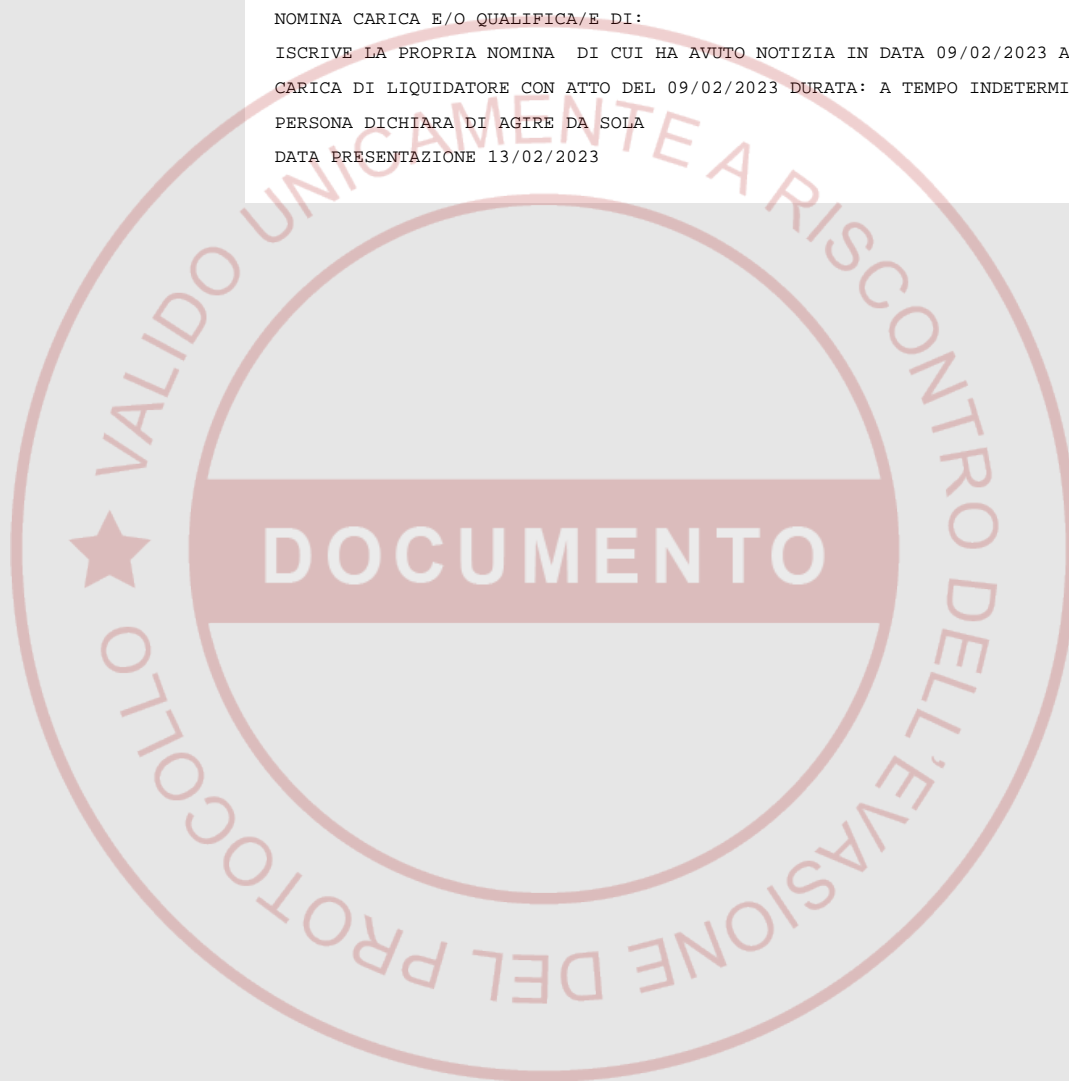 NOMINA CARICA E/O QUALIFICA/E DI:
ISCRIVE LA PROPRIA NOMINA DI CUI HA AVUTO NOTIZIA IN DATA 09/02/2023 A
CARICA DI LIQUIDATORE CON ATTO DEL 09/02/2023 DURATA: A TEMPO INDETERMI
PERSONA DICHIARA DI AGIRE DA SOLA
DATA PRESENTAZIONE 13/02/2023
★ VALIDO UNICAMENTE A RISCONTRO DELL'EVASIONE DEL PROTOCOLLO
DOCUMENTO